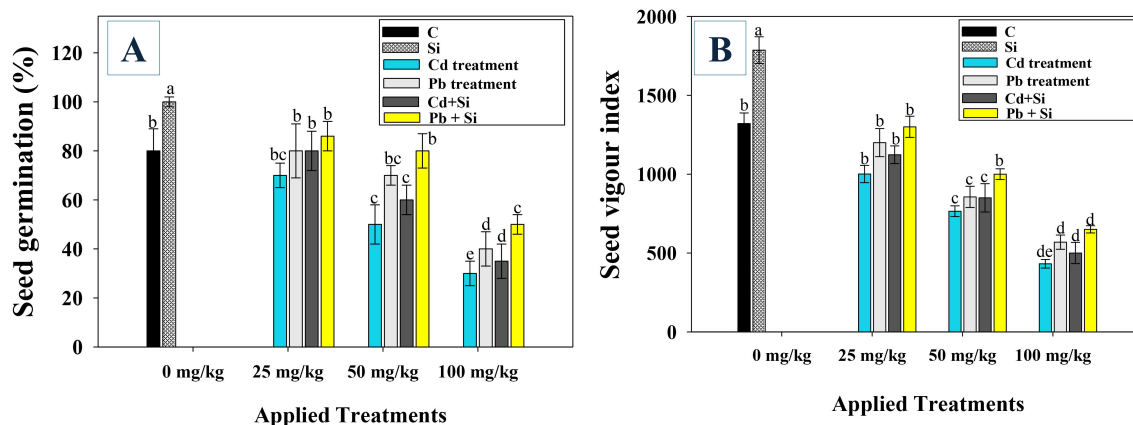 A
C
Si
Cd treatment
Pb treatment
Cd+Si
Pb + Si
Seed germination (%)
120
100
80
60
40
20
0
b
a
bc
b
b
b
c
bc
c
b
e
d
d
c
0 mg/kg
25 mg/kg
50 mg/kg
100 mg/kg
Applied Treatments
B
C
Si
Cd treatment
Pb treatment
Cd+Si
Pb + Si
Seed vigour index
2000
1500
1000
500
0
b
a
b
b
b
b
c
c
c
b
de
d
d
d
0 mg/kg
25 mg/kg
50 mg/kg
100 mg/kg
Applied Treatments